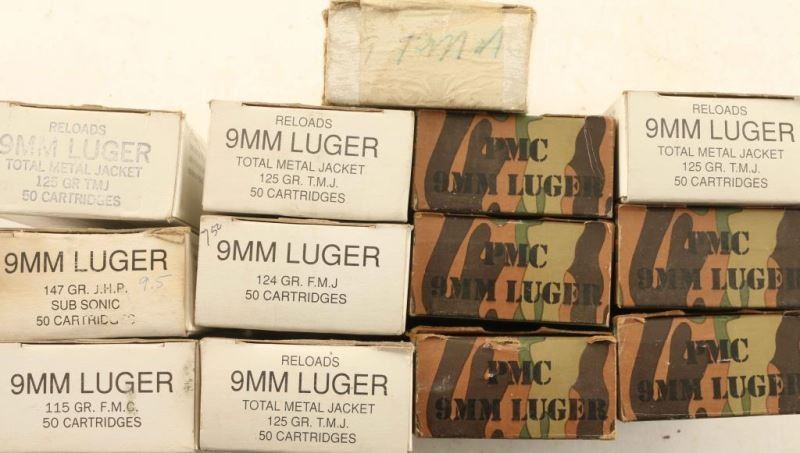 RELOADS
9MM LUGER
TOTAL METAL JACKET
125 GR TMJ
50 CARTRIDGES
RELOADS
9MM LUGER
TOTAL METAL JACKET
125 GR. T.M.J.
50 CARTRIDGES
PMC
9MM LUGER
RELOADS
9MM LUGER
TOTAL METAL JACKET
125 GR. T.M.J.
50 CARTRIDGES
9MM LUGER
147 GR. J.H.P. 9.5
SUB SONIC
50 CARTRIDGES
750
9MM LUGER
124 GR. F.M.J
50 CARTRIDGES
PMC
9MM LUGER
PMC
9MM LUGER
9MM LUGER
115 GR. F.M.C.
50 CARTRIDGES
RELOADS
9MM LUGER
TOTAL METAL JACKET
125 GR. T.M.J.
50 CARTRIDGES
PMC
9MM LUGER
PMC
9MM LUGER